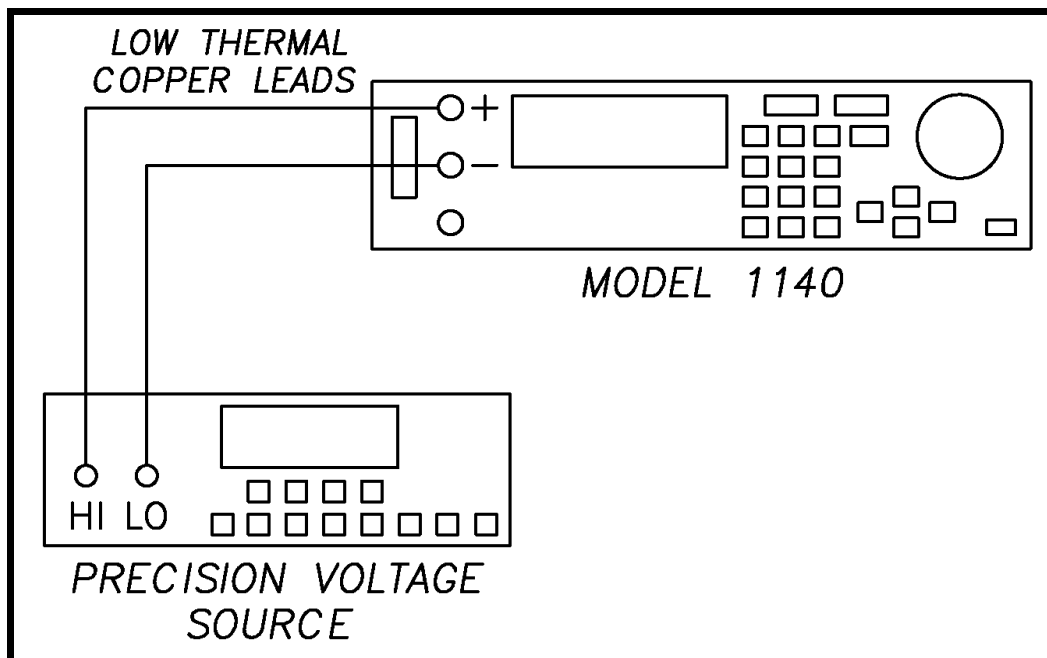 LOW THERMAL
COPPER LEADS
+
−
MODEL 1140
HI LO
PRECISION VOLTAGE
SOURCE